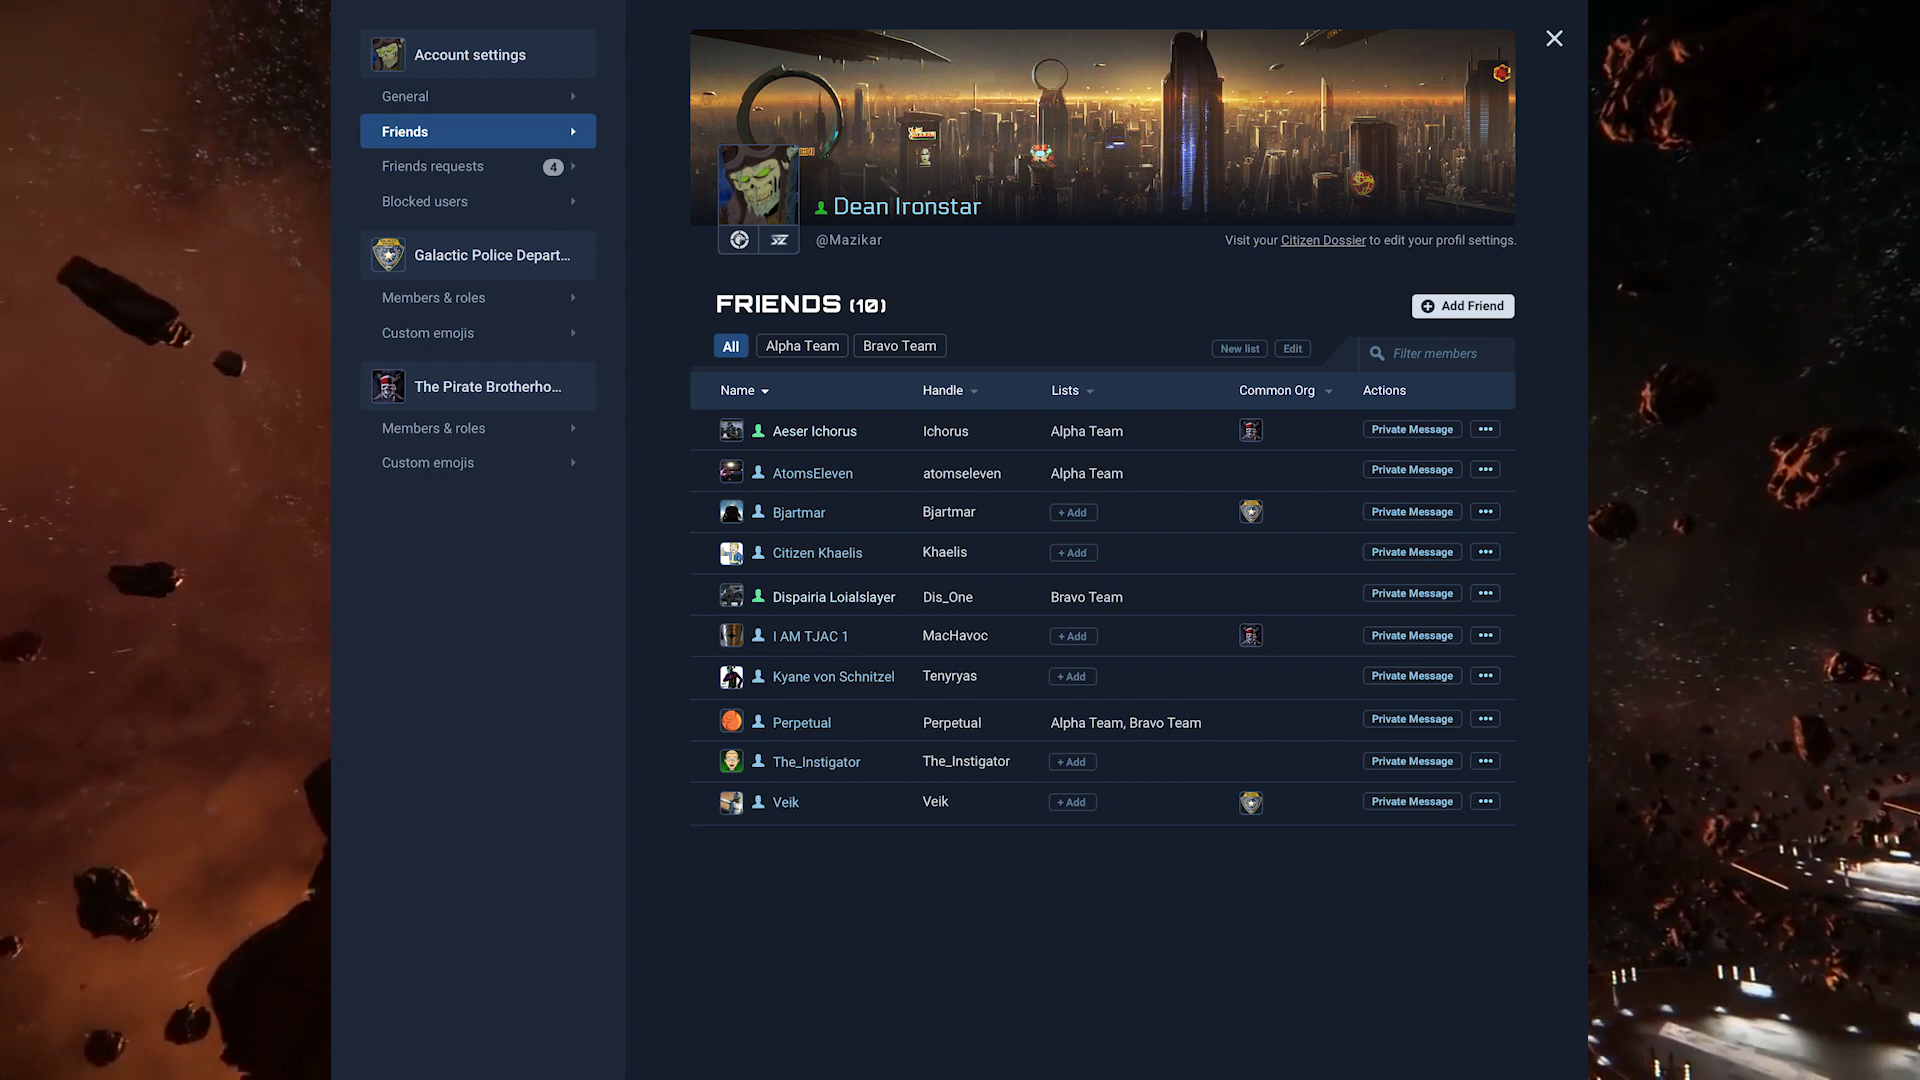 Account settings
General
Friends
Friends requests 4
Blocked users
Galactic Police Depart...
Members & roles
Custom emojis
The Pirate Brotherho...
Members & roles
Custom emojis
Dean Ironstar
@Mazikar
Visit your Citizen Dossier to edit your profil settings.
FRIENDS (10)
Add Friend
All Alpha Team Bravo Team New list Edit Filter members
Name Handle Lists Common Org Actions
Aeser Ichorus Ichorus Alpha Team Private Message
AtomsEleven atomseleven Alpha Team Private Message
Bjartmar Bjartmar + Add Private Message
Citizen Khaelis Khaelis + Add Private Message
Dispairia Loialslayer Dis_One Bravo Team Private Message
I AM TJAC 1 MacHavoc + Add Private Message
Kyane von Schnitzel Tenyryas + Add Private Message
Perpetual Perpetual Alpha Team, Bravo Team Private Message
The_Instigator The_Instigator + Add Private Message
Veik Veik + Add Private Message